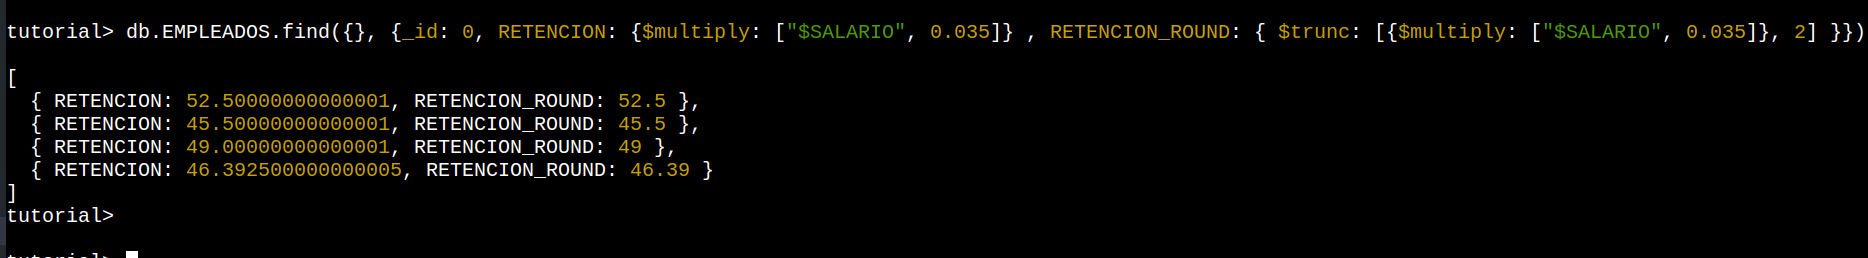 tutorial> db.EMPLEADOS.find({}, {_id: 0, RETENCION: {$multiply: ["$SALARIO", 0.035]} , RETENCION_ROUND: { $trunc: [{$multiply: ["$SALARIO", 0.035]}, 2] }})
[
  { RETENCION: 52.50000000000001, RETENCION_ROUND: 52.5 },
  { RETENCION: 45.50000000000001, RETENCION_ROUND: 45.5 },
  { RETENCION: 49.00000000000001, RETENCION_ROUND: 49 },
  { RETENCION: 46.392500000000005, RETENCION_ROUND: 46.39 }
]
tutorial>
tutorial>